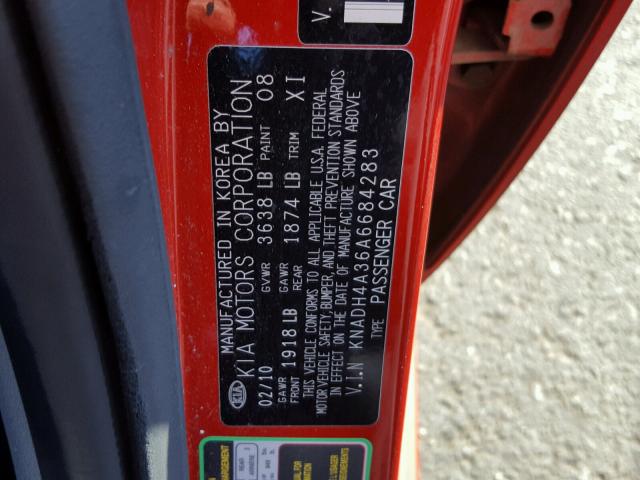 MANUFACTURED IN KOREA BY
KIA MOTORS CORPORATION
KIA
02/10 GVWR 3638 LB PAINT 08
GAWR FRONT 1918 LB GAWR REAR 1874 LB TRIM XI
THIS VEHICLE CONFORMS TO ALL APPLICABLE U.S.A. FEDERAL
MOTOR VEHICLE SAFETY, BUMPER, AND THEFT PREVENTION STANDARDS
IN EFFECT ON THE DATE OF MANUFACTURE SHOWN ABOVE
V.I.N KNADH4A36A6684283
TYPE PASSENGER CAR
V.